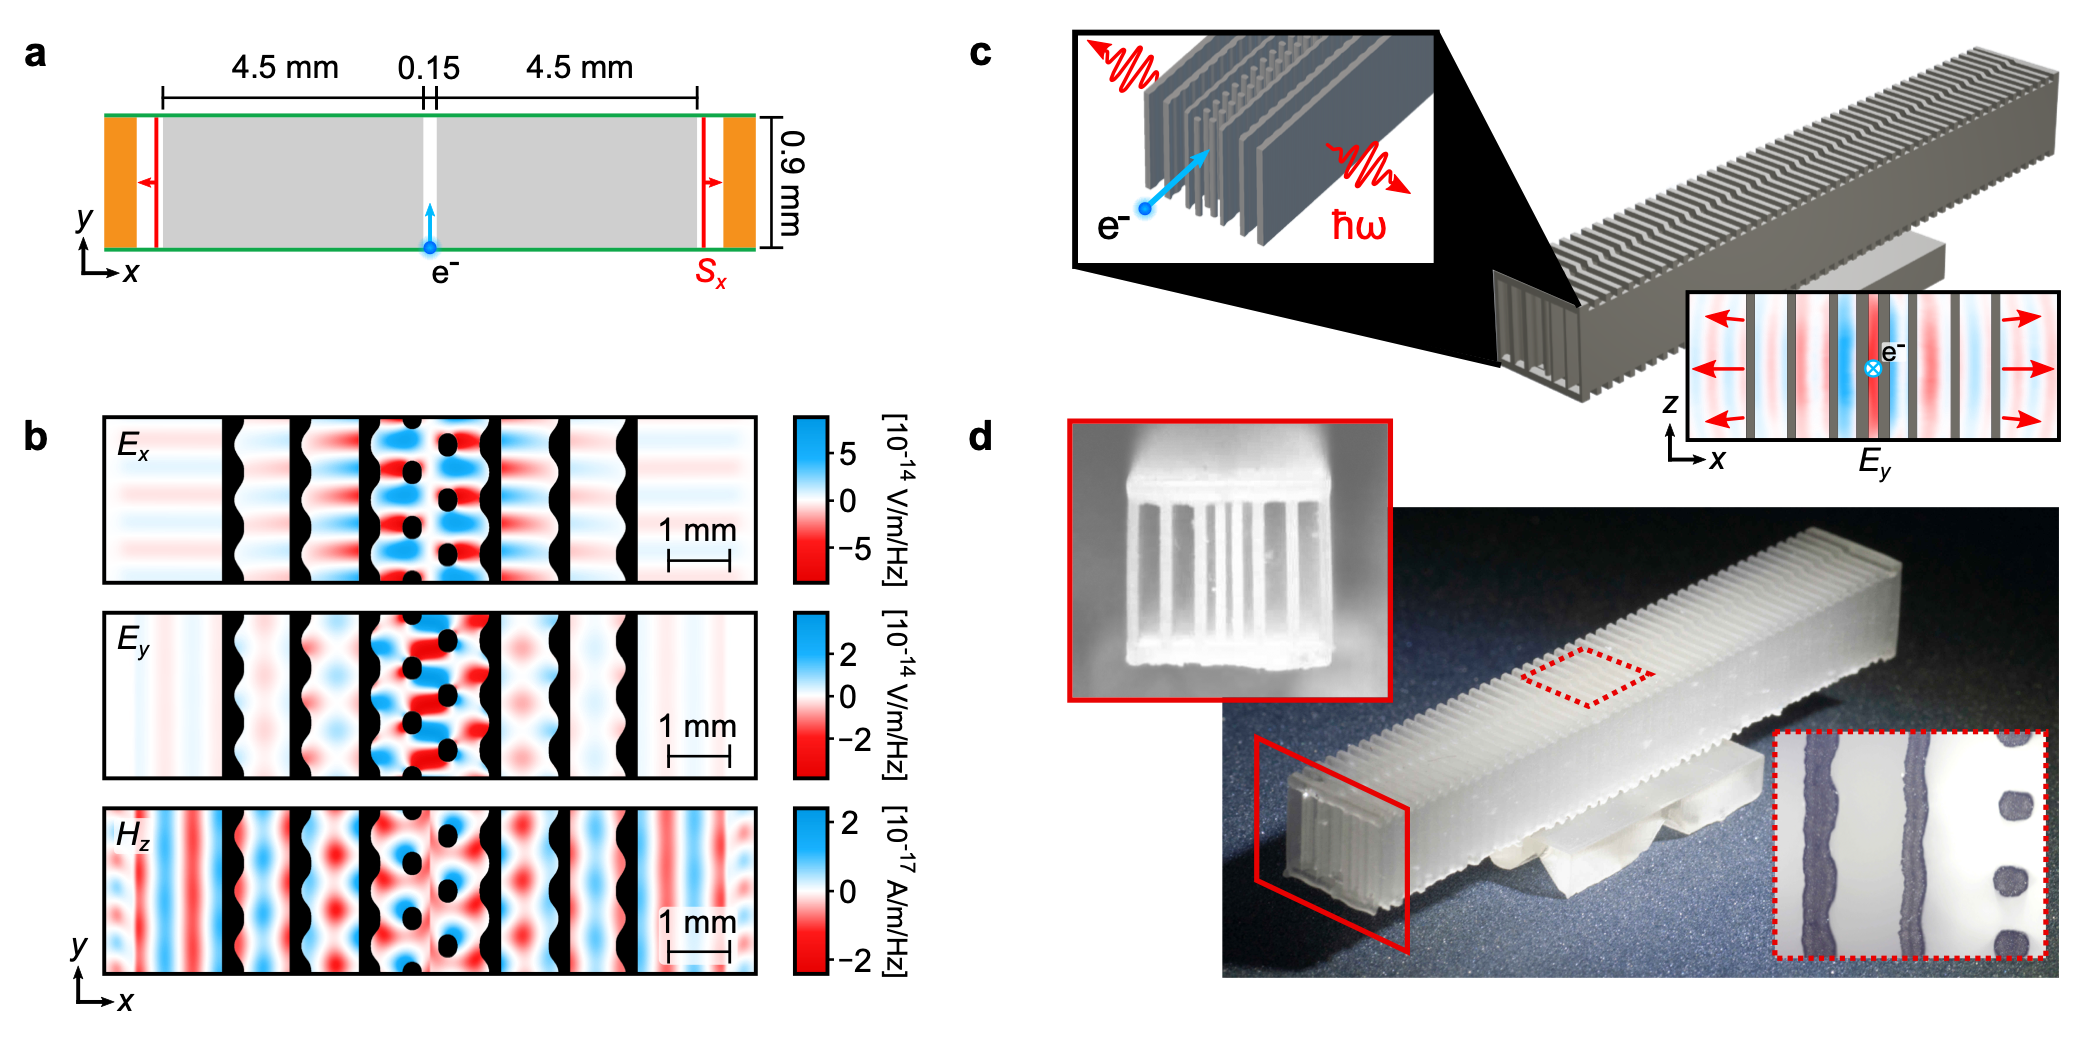 a
4.5 mm 0.15 4.5 mm
0.9 mm
y
x
e-
Sx
b
Ex
1 mm
5
0
−5
[10-14 V/m/Hz]
Ey
1 mm
2
0
−2
[10-14 V/m/Hz]
Hz
1 mm
2
0
−2
[10-17 A/m/Hz]
y
x
c
e-
ħω
e-
z
x
Ey
d